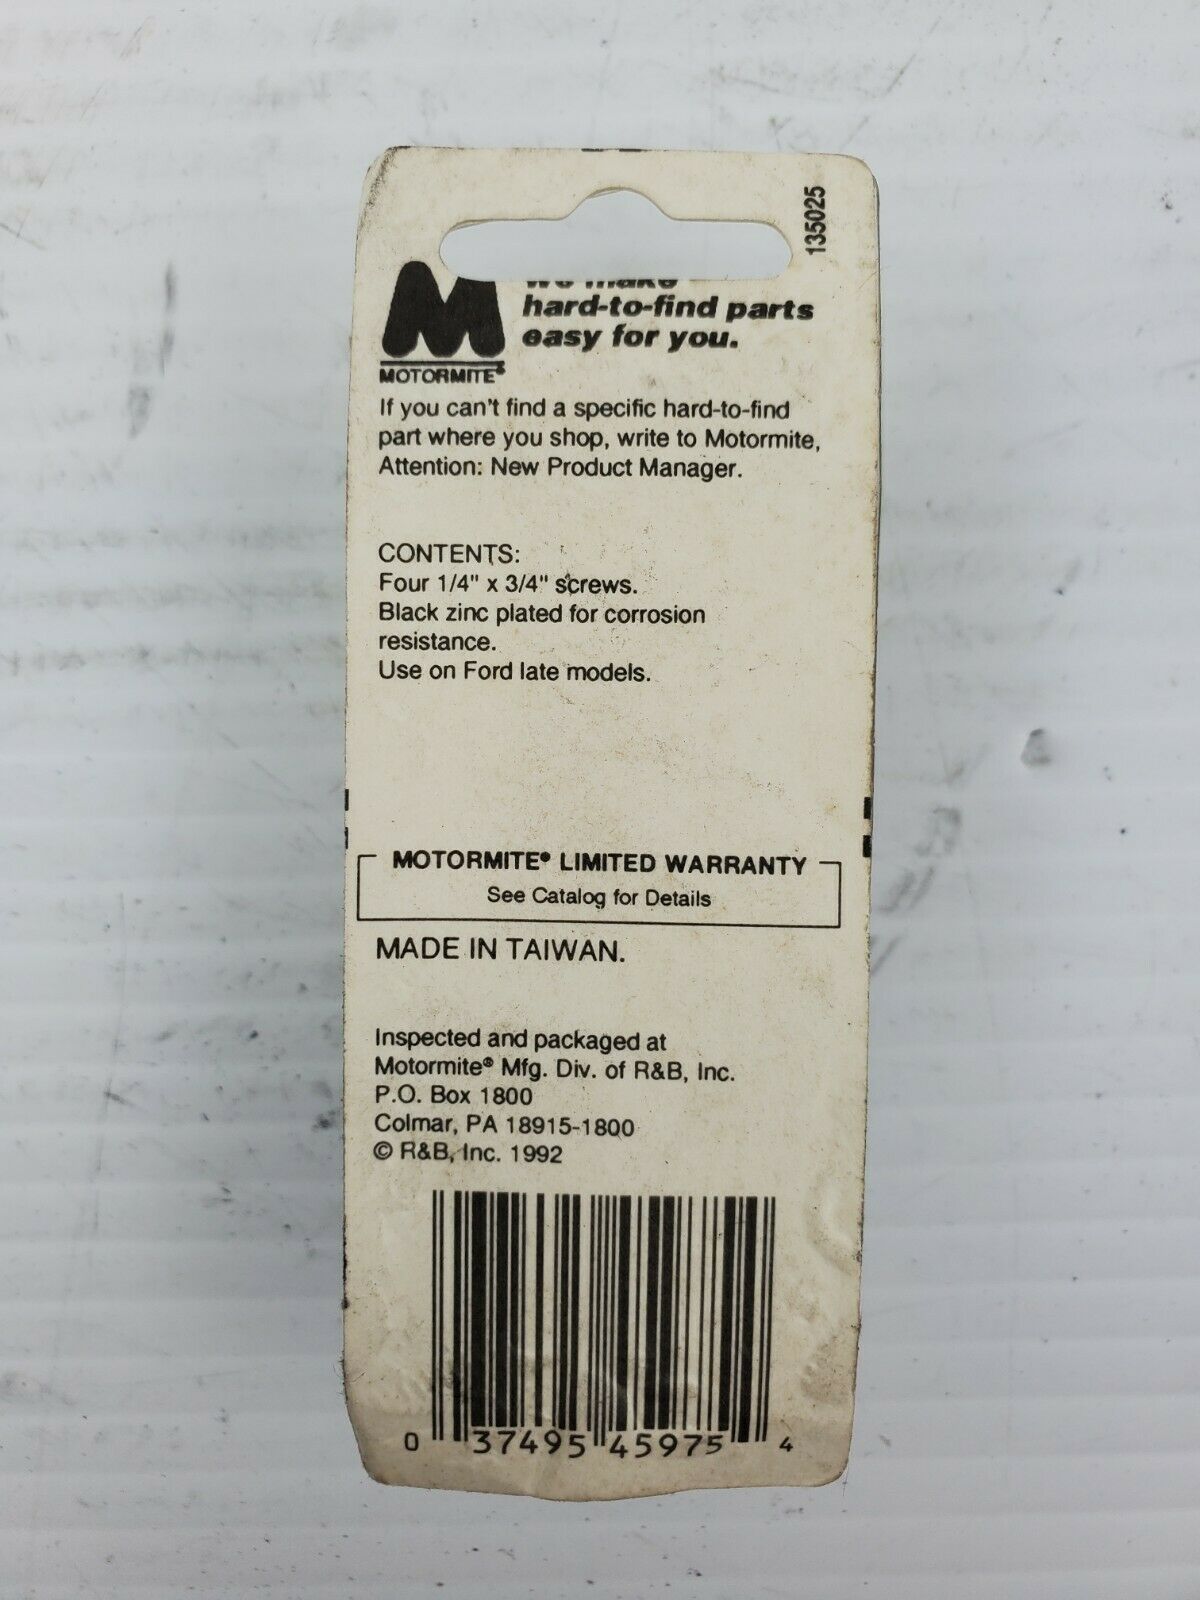 135025
we make
hard-to-find parts
easy for you.
MOTORMITE®
If you can't find a specific hard-to-find
part where you shop, write to Motormite,
Attention: New Product Manager.
CONTENTS:
Four 1/4" x 3/4" screws.
Black zinc plated for corrosion
resistance.
Use on Ford late models.
MOTORMITE® LIMITED WARRANTY
See Catalog for Details
MADE IN TAIWAN.
Inspected and packaged at
Motormite® Mfg. Div. of R&B, Inc.
P.O. Box 1800
Colmar, PA 18915-1800
© R&B, Inc. 1992
0 37495 45975 4